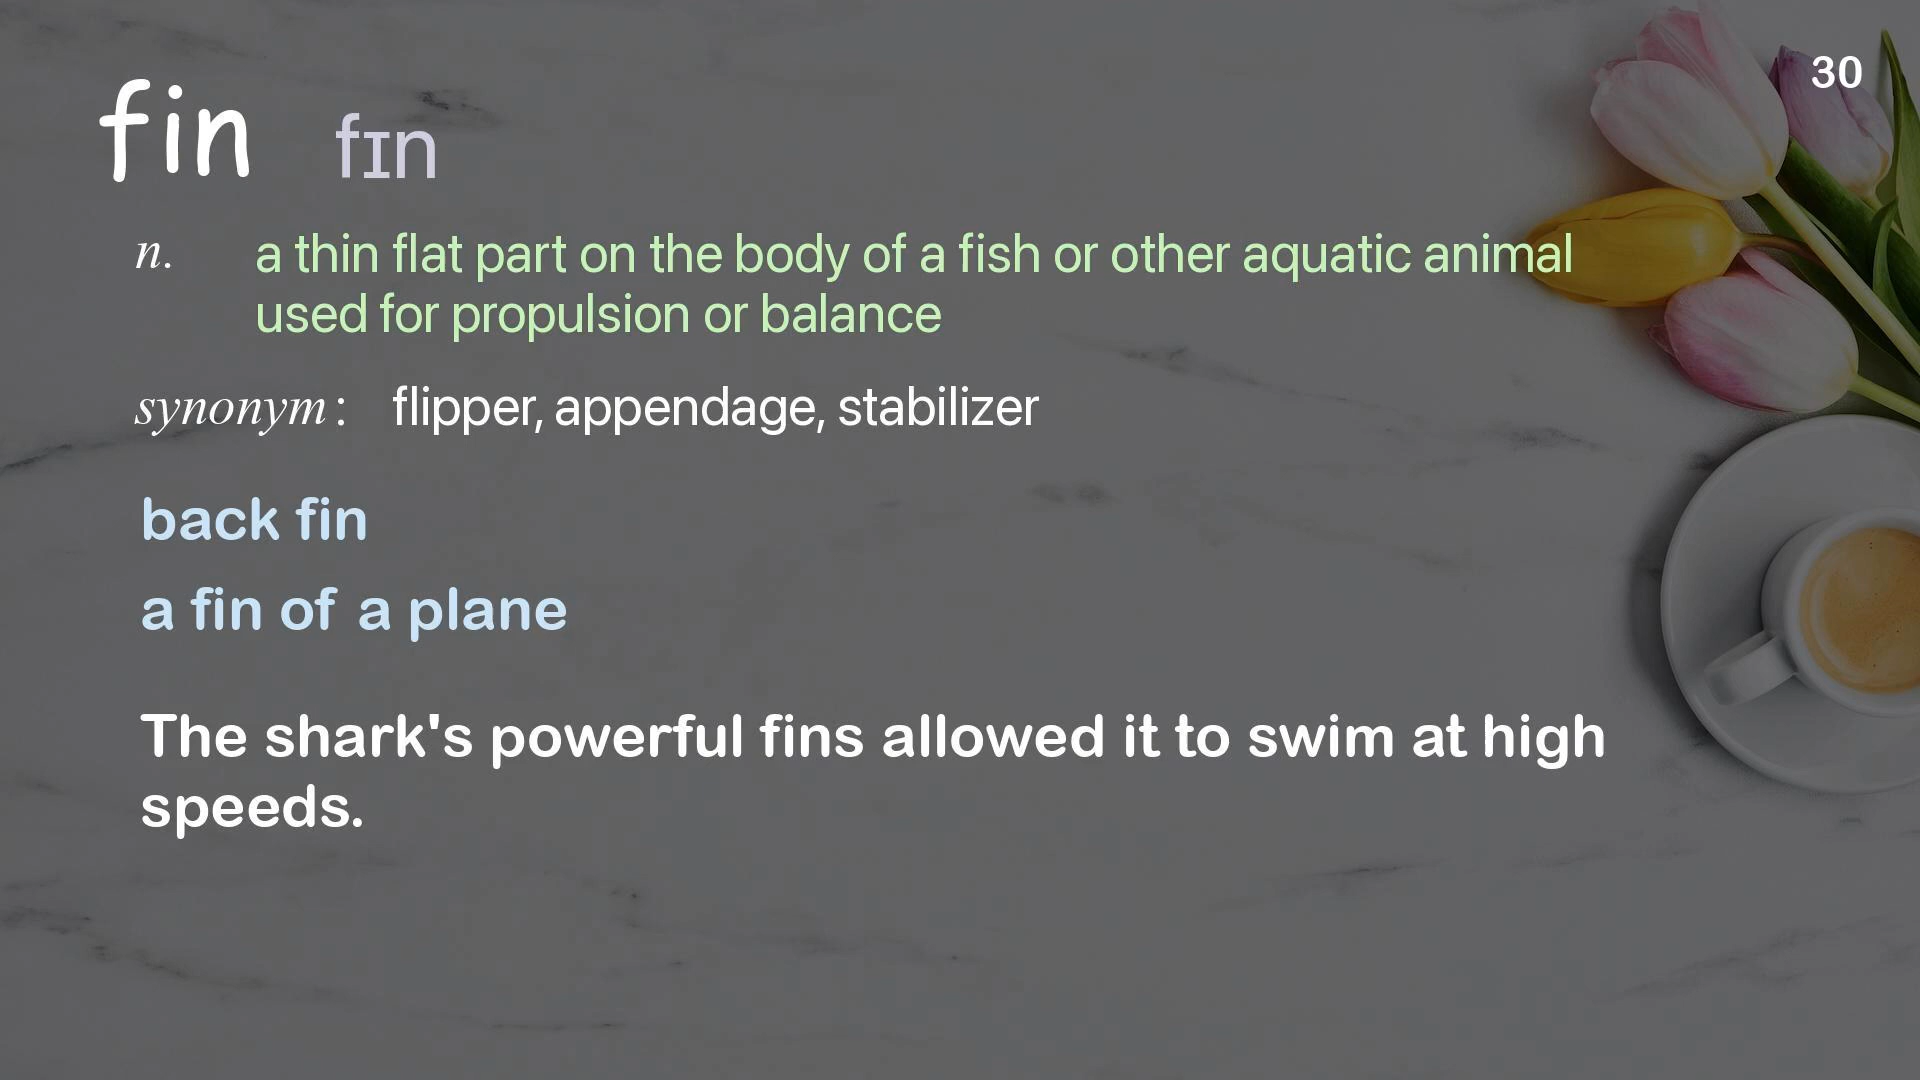 30
fin fɪn
n. a thin flat part on the body of a fish or other aquatic animal
used for propulsion or balance
synonym: flipper, appendage, stabilizer
back fin
a fin of a plane
The shark's powerful fins allowed it to swim at high
speeds.